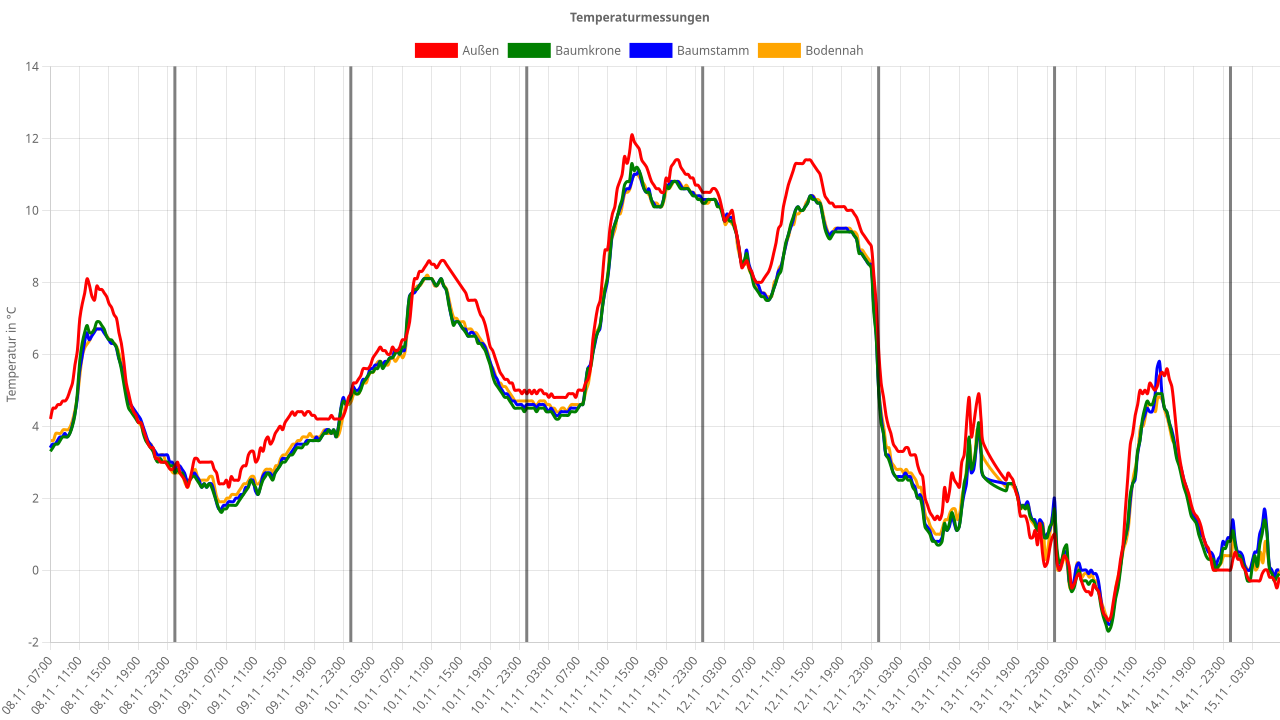 Temperaturmessungen
Außen Baumkrone Baumstamm Bodennah
Temperatur in °C
14
12
10
8
6
4
2
0
-2
08.11 - 07:00
08.11 - 11:00
08.11 - 15:00
08.11 - 19:00
08.11 - 23:00
09.11 - 03:00
09.11 - 07:00
09.11 - 11:00
09.11 - 15:00
09.11 - 19:00
09.11 - 23:00
10.11 - 03:00
10.11 - 07:00
10.11 - 11:00
10.11 - 15:00
10.11 - 19:00
10.11 - 23:00
11.11 - 03:00
11.11 - 07:00
11.11 - 11:00
11.11 - 15:00
11.11 - 19:00
11.11 - 23:00
12.11 - 03:00
12.11 - 07:00
12.11 - 11:00
12.11 - 15:00
12.11 - 19:00
12.11 - 23:00
13.11 - 03:00
13.11 - 07:00
13.11 - 11:00
13.11 - 15:00
13.11 - 19:00
13.11 - 23:00
14.11 - 03:00
14.11 - 07:00
14.11 - 11:00
14.11 - 15:00
14.11 - 19:00
14.11 - 23:00
15.11 - 03:00